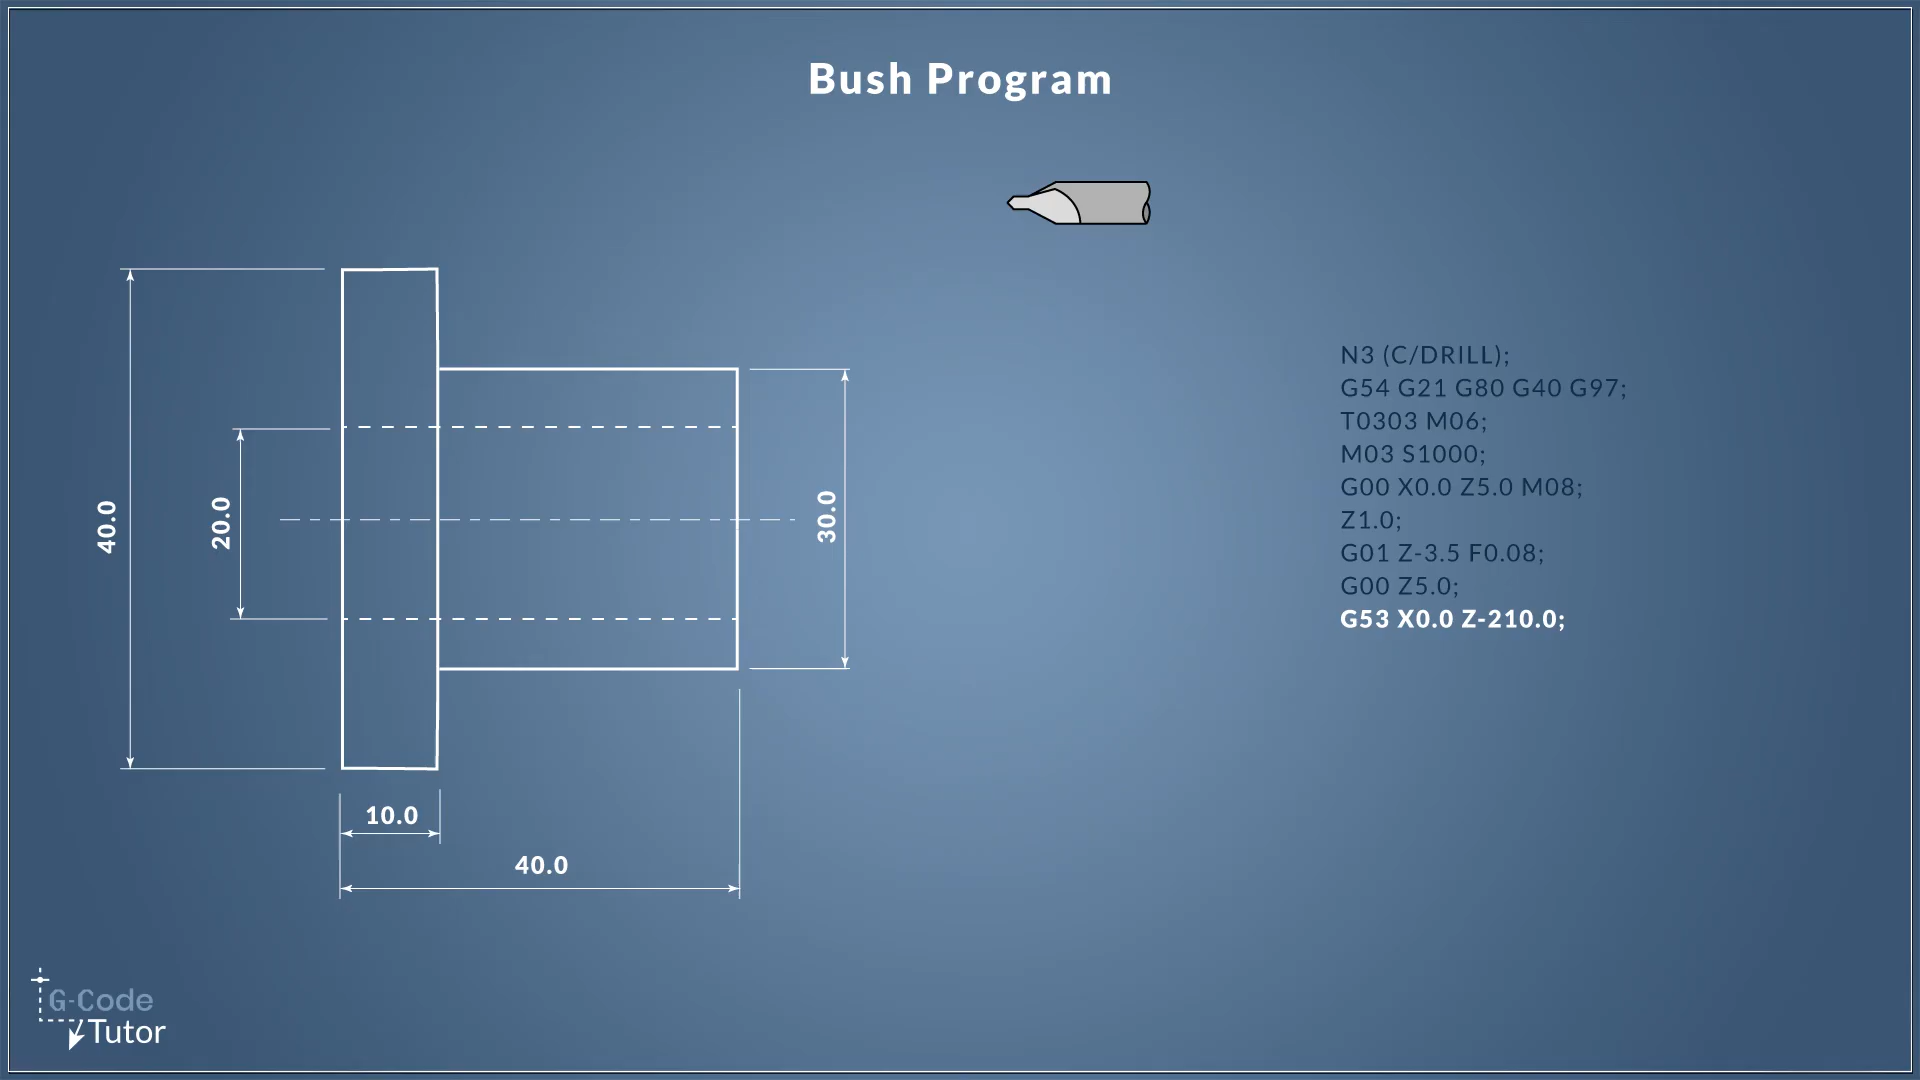 Bush Program
40.0
20.0
30.0
10.0
40.0
N3 (C/DRILL);
G54 G21 G80 G40 G97;
T0303 M06;
M03 S1000;
G00 X0.0 Z5.0 M08;
Z1.0;
G01 Z-3.5 F0.08;
G00 Z5.0;
G53 X0.0 Z-210.0;
G-Code
Tutor